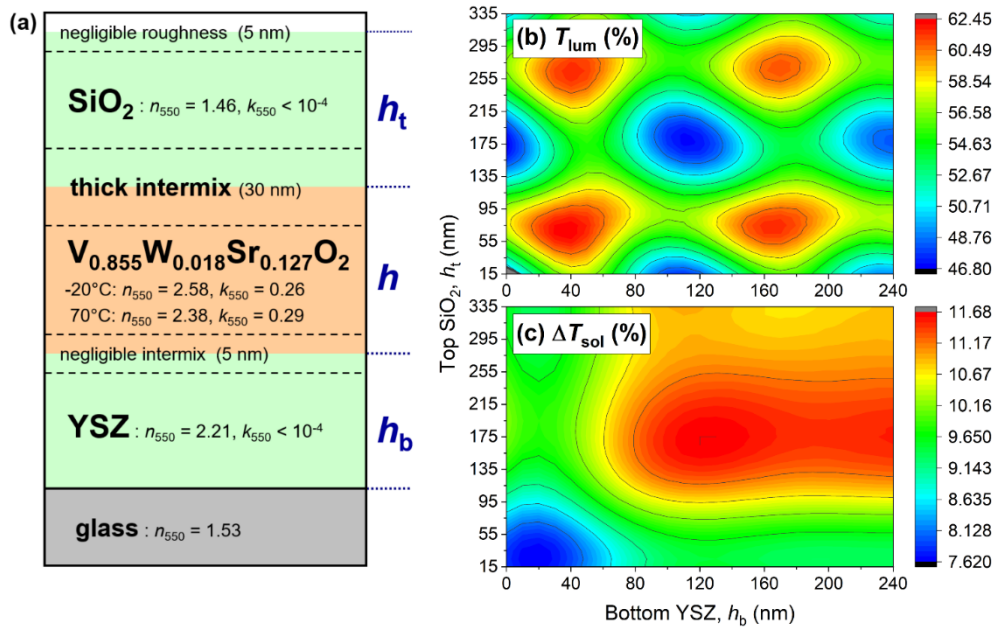 (a)
negligible roughness (5 nm)
SiO₂ : n₅₅₀ = 1.46, k₅₅₀ < 10⁻⁴
hₜ
thick intermix (30 nm)
V₀.₈₅₅W₀.₀₁₈Sr₀.₁₂₇O₂
-20°C: n₅₅₀ = 2.58, k₅₅₀ = 0.26
70°C: n₅₅₀ = 2.38, k₅₅₀ = 0.29
h
negligible intermix (5 nm)
YSZ : n₅₅₀ = 2.21, k₅₅₀ < 10⁻⁴
h_b
glass : n₅₅₀ = 1.53
Top SiO₂, hₜ (nm)
(b) T_lum (%)
335
295
255
215
175
135
95
55
15
0 40 80 120 160 200 240
62.45
60.49
58.54
56.58
54.63
52.67
50.71
48.76
46.80
(c) ΔT_sol (%)
335
295
255
215
175
135
95
55
15
0 40 80 120 160 200 240
11.68
11.17
10.67
10.16
9.650
9.143
8.635
8.128
7.620
Bottom YSZ, h_b (nm)